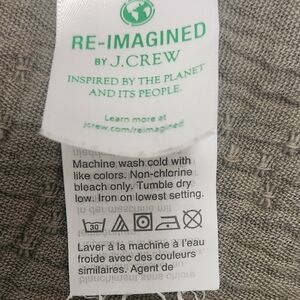 RE-IMAGINED
BY J.CREW
INSPIRED BY THE PLANET
AND ITS PEOPLE.
Learn more at
jcrew.com/reimagined
Machine wash cold with
like colors. Non-chlorine
bleach only. Tumble dry
low. Iron on lowest setting.
30
Laver à la machine à l'eau
froide avec des couleurs
similaires. Agent de